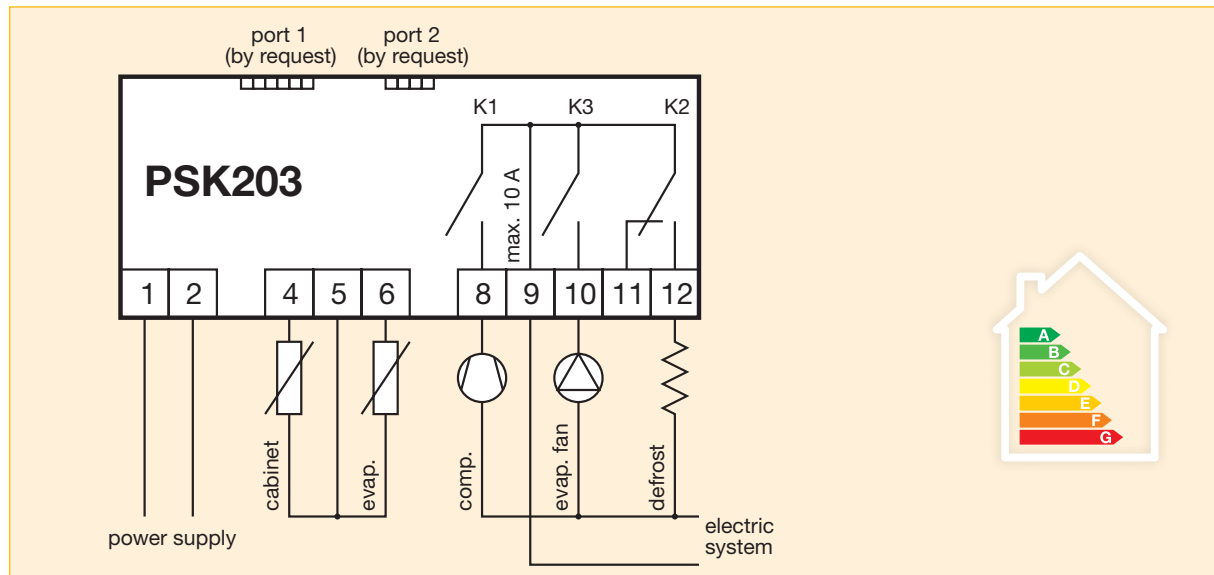 port 1
(by request)
port 2
(by request)
K1
K3
K2
PSK203
max. 10 A
1 2 4 5 6 8 9 10 11 12
cabinet
evap.
comp.
evap. fan
defrost
power supply
electric
system
A
B
C
D
E
F
G